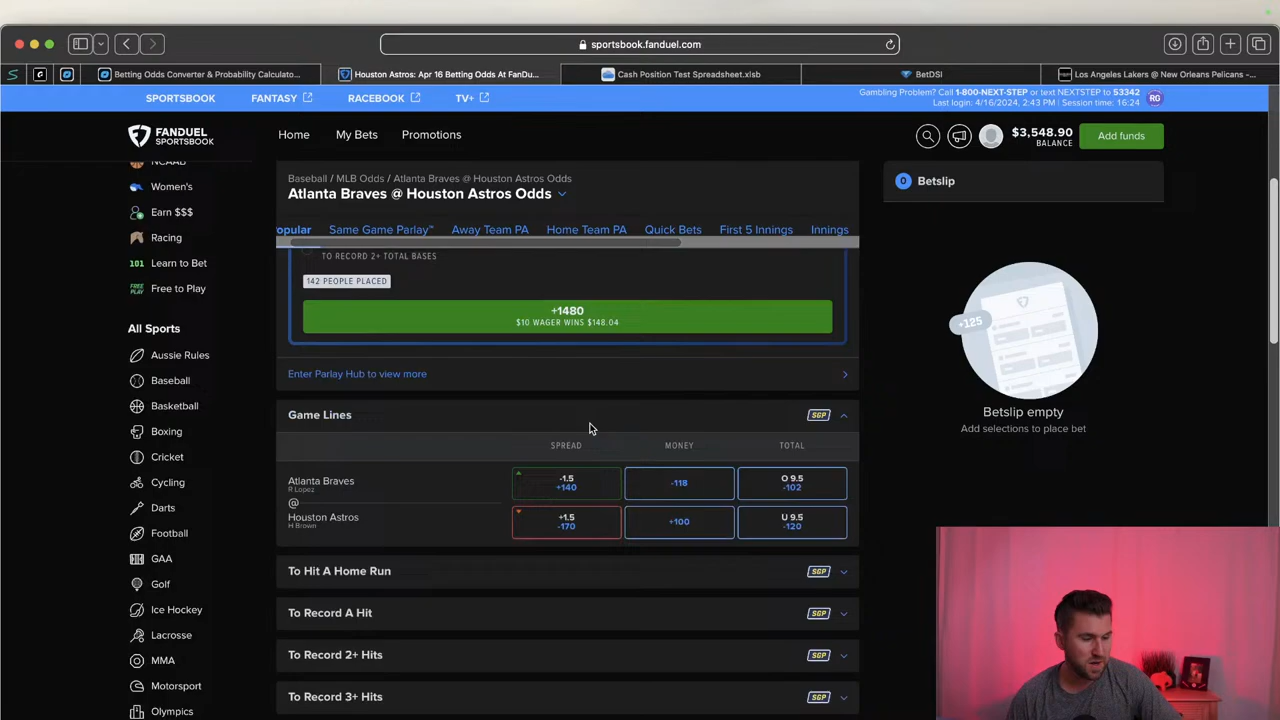 sportsbook.fanduel.com
Betting Odds Converter & Probability Calculato...
Houston Astros: Apr 16 Betting Odds At FanDu...
Cash Position Test Spreadsheet.xlsb
BetDSI
Los Angeles Lakers @ New Orleans Pelicans -...
SPORTSBOOK
FANTASY
RACEBOOK
TV+
Gambling Problem? Call 1-800-NEXT-STEP or text NEXTSTEP to 53342
Last login: 4/16/2024, 2:43 PM | Session time: 16:24
RG
FANDUEL
SPORTSBOOK
Home
My Bets
Promotions
$3,548.90
BALANCE
Add funds
NCAAB
Women's
Earn $$$
Racing
101 Learn to Bet
FREE PLAY Free to Play
All Sports
Aussie Rules
Baseball
Basketball
Boxing
Cricket
Cycling
Darts
Football
GAA
Golf
Ice Hockey
Lacrosse
MMA
Motorsport
Olympics
Baseball / MLB Odds / Atlanta Braves @ Houston Astros Odds
Atlanta Braves @ Houston Astros Odds
opular
Same Game Parlay™
Away Team PA
Home Team PA
Quick Bets
First 5 Innings
Innings
TO RECORD 2+ TOTAL BASES
142 PEOPLE PLACED
+1480
$10 WAGER WINS $148.04
Enter Parlay Hub to view more
Game Lines
SGP
SPREAD MONEY TOTAL
Atlanta Braves
R Lopez
-1.5
+140
-118
O 9.5
-102
@
Houston Astros
H Brown
+1.5
-170
+100
U 9.5
-120
To Hit A Home Run
SGP
To Record A Hit
SGP
To Record 2+ Hits
SGP
To Record 3+ Hits
SGP
0 Betslip
+125
Betslip empty
Add selections to place bet